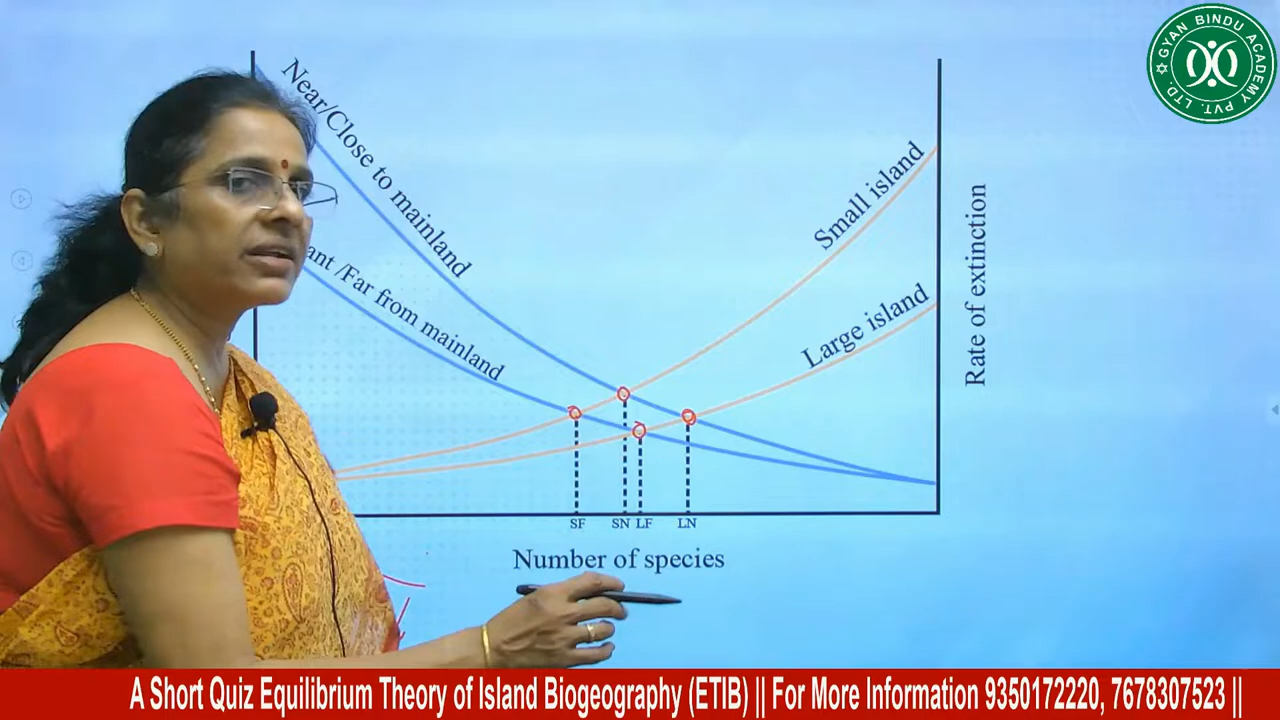 GYAN BINDU ACADEMY PVT. LTD.
Near/Close to mainland
/Far from mainland
Small island
Large island
Rate of extinction
SF SN LF LN
Number of species
A Short Quiz Equilibrium Theory of Island Biogeography (ETIB) || For More Information 9350172220, 7678307523 ||